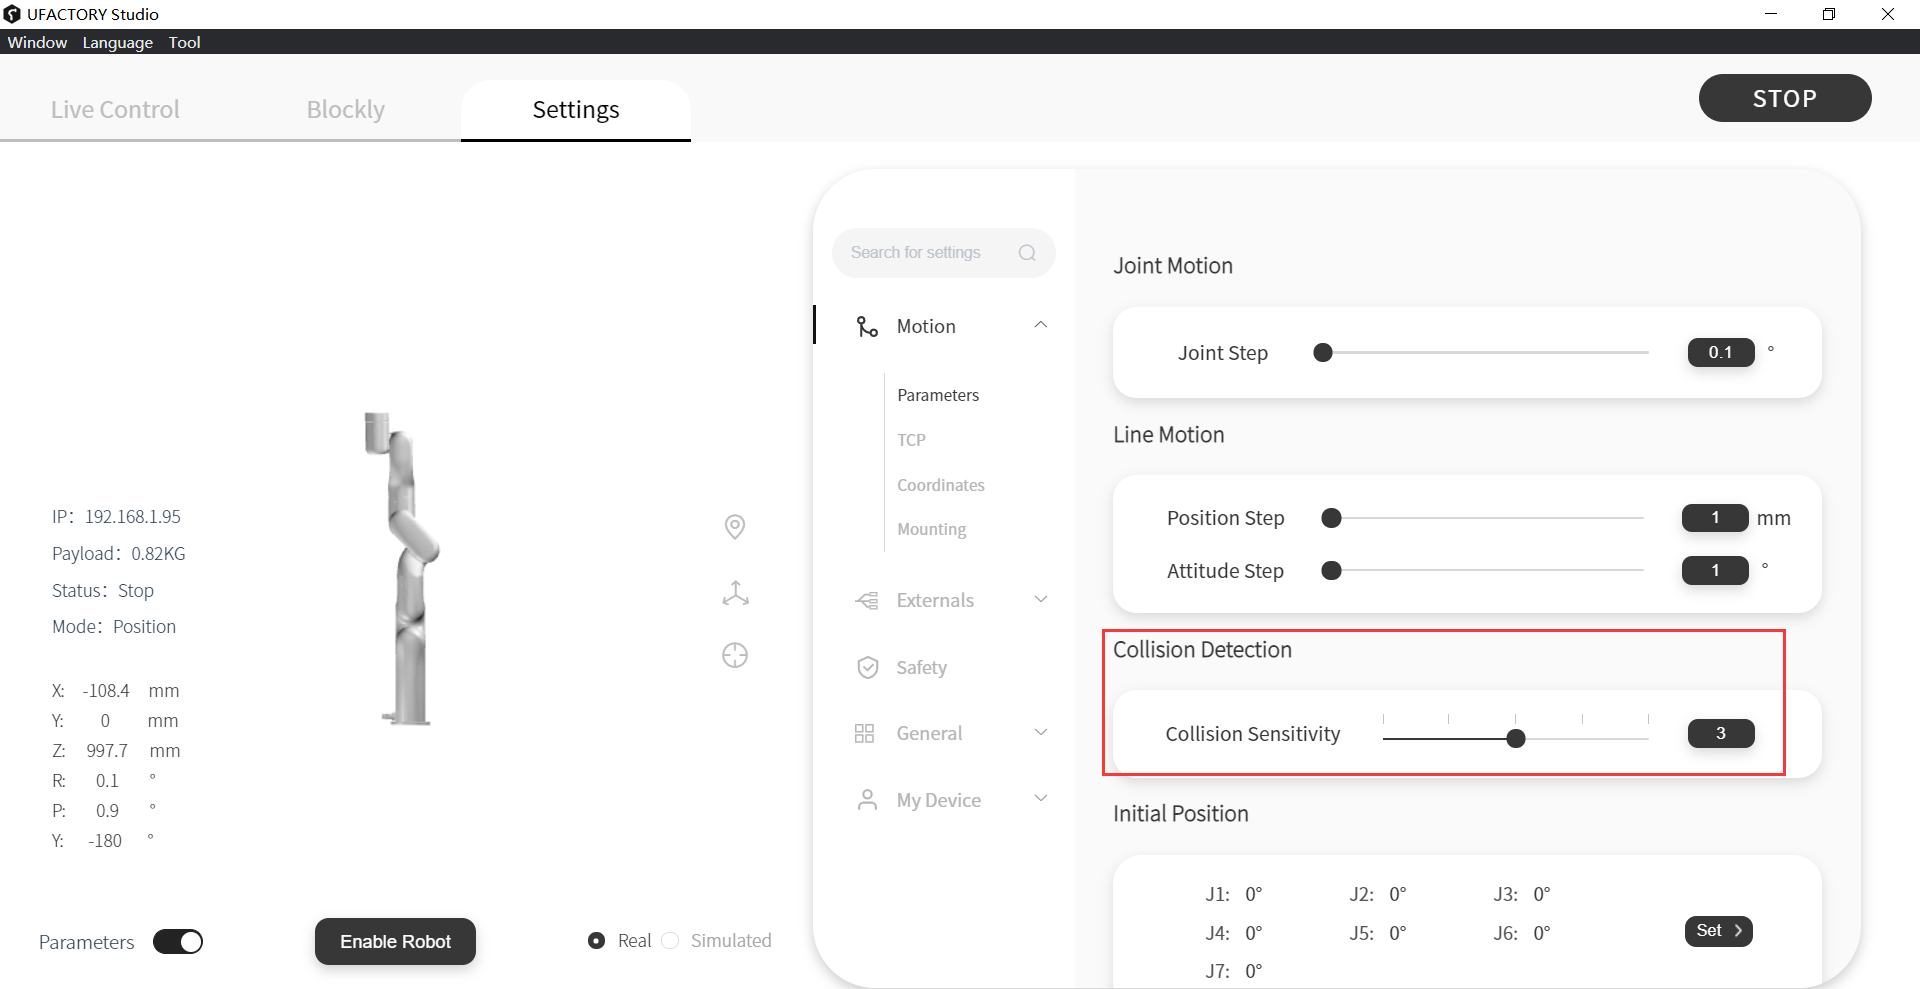 UFACTORY Studio
Window Language Tool
Live Control
Blockly
Settings
STOP
IP：192.168.1.95
Payload：0.82KG
Status：Stop
Mode：Position
X: -108.4 mm
Y: 0 mm
Z: 997.7 mm
R: 0.1 °
P: 0.9 °
Y: -180 °
Parameters
Enable Robot
Real
Simulated
Search for settings
Motion
Parameters
TCP
Coordinates
Mounting
Externals
Safety
General
My Device
Joint Motion
Joint Step 0.1 °
Line Motion
Position Step 1 mm
Attitude Step 1 °
Collision Detection
Collision Sensitivity 3
Initial Position
J1: 0° J2: 0° J3: 0°
J4: 0° J5: 0° J6: 0°
J7: 0°
Set